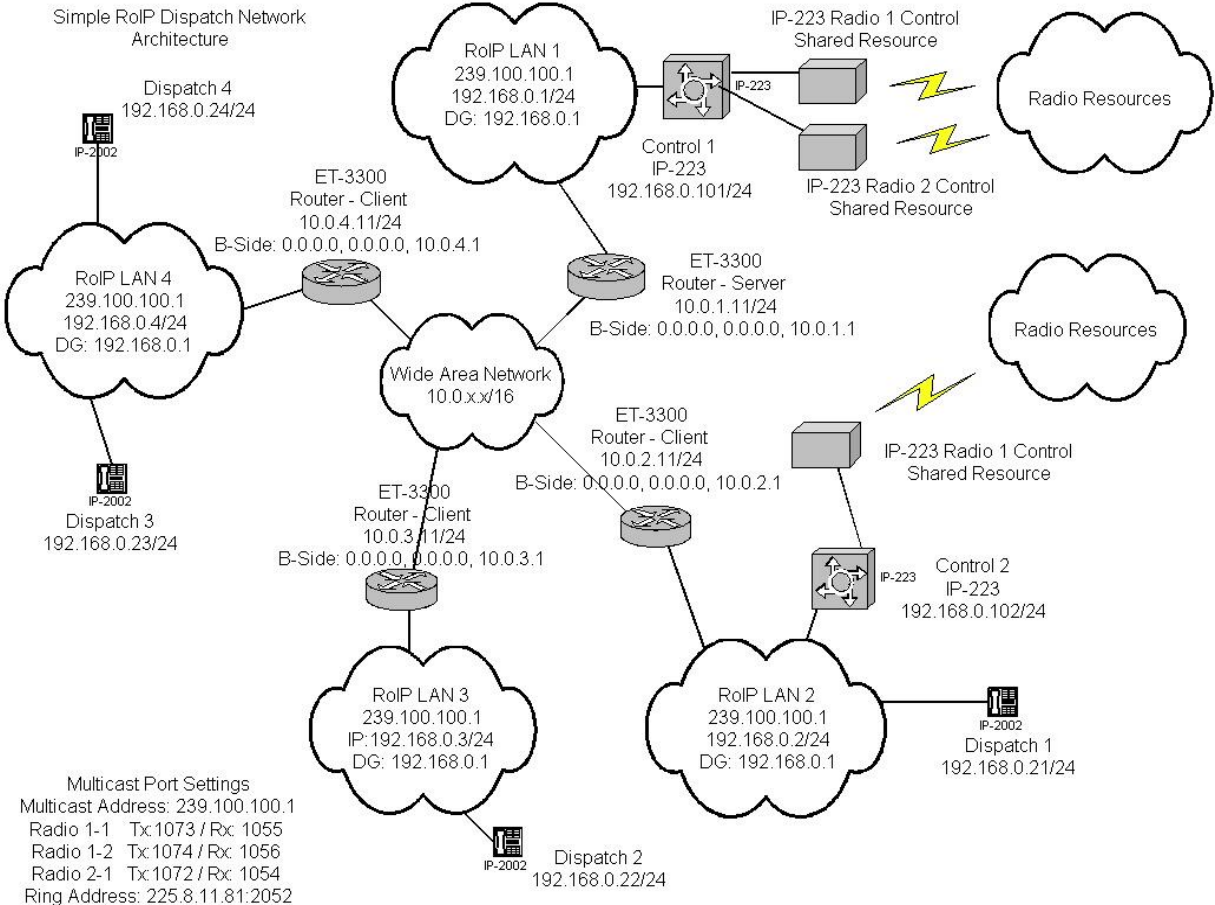 Simple RoIP Dispatch Network
Architecture
Dispatch 4
192.168.0.24/24
IP-2002
RoIP LAN 1
239.100.100.1
192.168.0.1/24
DG: 192.168.0.1
IP-223
Control 1
IP-223
192.168.0.101/24
IP-223 Radio 1 Control
Shared Resource
IP-223 Radio 2 Control
Shared Resource
Radio Resources
ET-3300
Router - Client
10.0.4.11/24
B-Side: 0.0.0.0, 0.0.0.0, 10.0.4.1
ET-3300
Router - Server
10.0.1.11/24
B-Side: 0.0.0.0, 0.0.0.0, 10.0.1.1
RoIP LAN 4
239.100.100.1
192.168.0.4/24
DG: 192.168.0.1
Wide Area Network
10.0.x.x/16
Radio Resources
IP-223 Radio 1 Control
Shared Resource
ET-3300
Router - Client
10.0.2.11/24
B-Side: 0.0.0.0, 0.0.0.0, 10.0.2.1
IP-2002
Dispatch 3
192.168.0.23/24
ET-3300
Router - Client
10.0.3.11/24
B-Side: 0.0.0.0, 0.0.0.0, 10.0.3.1
IP-223
Control 2
IP-223
192.168.0.102/24
RoIP LAN 3
239.100.100.1
IP:192.168.0.3/24
DG: 192.168.0.1
RoIP LAN 2
239.100.100.1
192.168.0.2/24
DG: 192.168.0.1
IP-2002
Dispatch 1
192.168.0.21/24
Multicast Port Settings
Multicast Address: 239.100.100.1
Radio 1-1 Tx:1073 / Rx: 1055
Radio 1-2 Tx:1074 / Rx: 1056
Radio 2-1 Tx:1072 / Rx: 1054
Ring Address: 225.8.11.81:2052
IP-2002
Dispatch 2
192.168.0.22/24